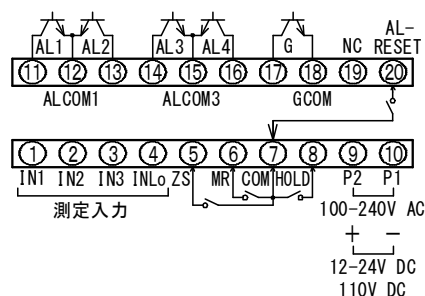 AL-
AL1 AL2 AL3 AL4 G NC RESET
11 12 13 14 15 16 17 18 19 20
ALCOM1 ALCOM3 GCOM
1 2 3 4 5 6 7 8 9 10
IN1 IN2 IN3 INLo ZS MR COM HOLD P2 P1
測定入力 100-240V AC
+ −
12-24V DC
110V DC